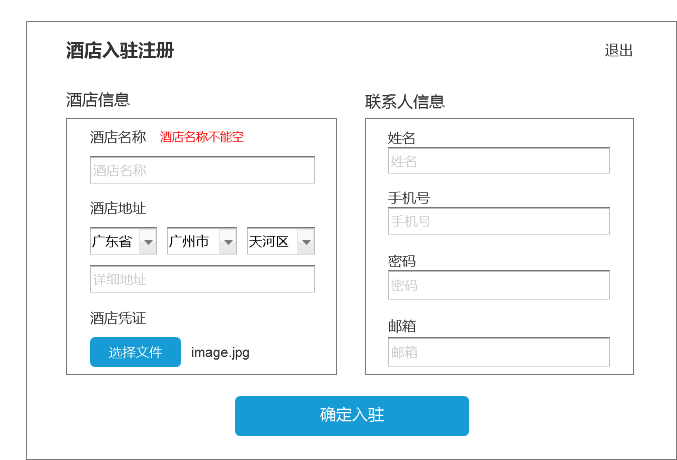 酒店入驻注册
退出
酒店信息
酒店名称 酒店名称不能空
酒店名称
酒店地址
广东省 广州市 天河区
详细地址
酒店凭证
选择文件 image.jpg
联系人信息
姓名
姓名
手机号
手机号
密码
密码
邮箱
邮箱
确定入驻